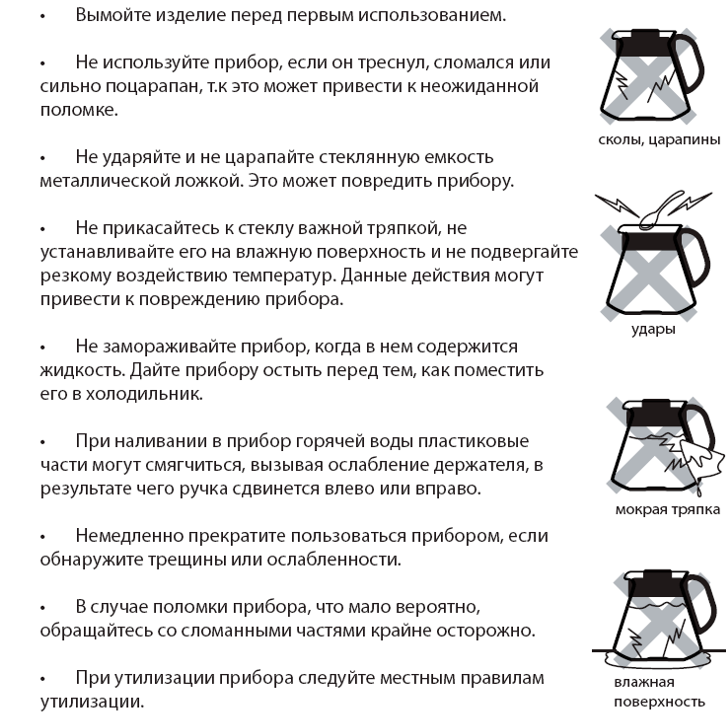 • Вымойте изделие перед первым использованием.
• Не используйте прибор, если он треснул, сломался или
сильно поцарапан, т.к это может привести к неожиданной
поломке.
• Не ударяйте и не царапайте стеклянную емкость
металлической ложкой. Это может повредить прибору.
• Не прикасайтесь к стеклу важной тряпкой, не
устанавливайте его на влажную поверхность и не подвергайте
резкому воздействию температур. Данные действия могут
привести к повреждению прибора.
• Не замораживайте прибор, когда в нем содержится
жидкость. Дайте прибору остыть перед тем, как поместить
его в холодильник.
• При наливании в прибор горячей воды пластиковые
части могут смягчиться, вызывая ослабление держателя, в
результате чего ручка сдвинется влево или вправо.
• Немедленно прекратите пользоваться прибором, если
обнаружите трещины или ослабленности.
• В случае поломки прибора, что мало вероятно,
обращайтесь со сломанными частями крайне осторожно.
• При утилизации прибора следуйте местным правилам
утилизации.
сколы, царапины
удары
мокрая тряпка
влажная
поверхность